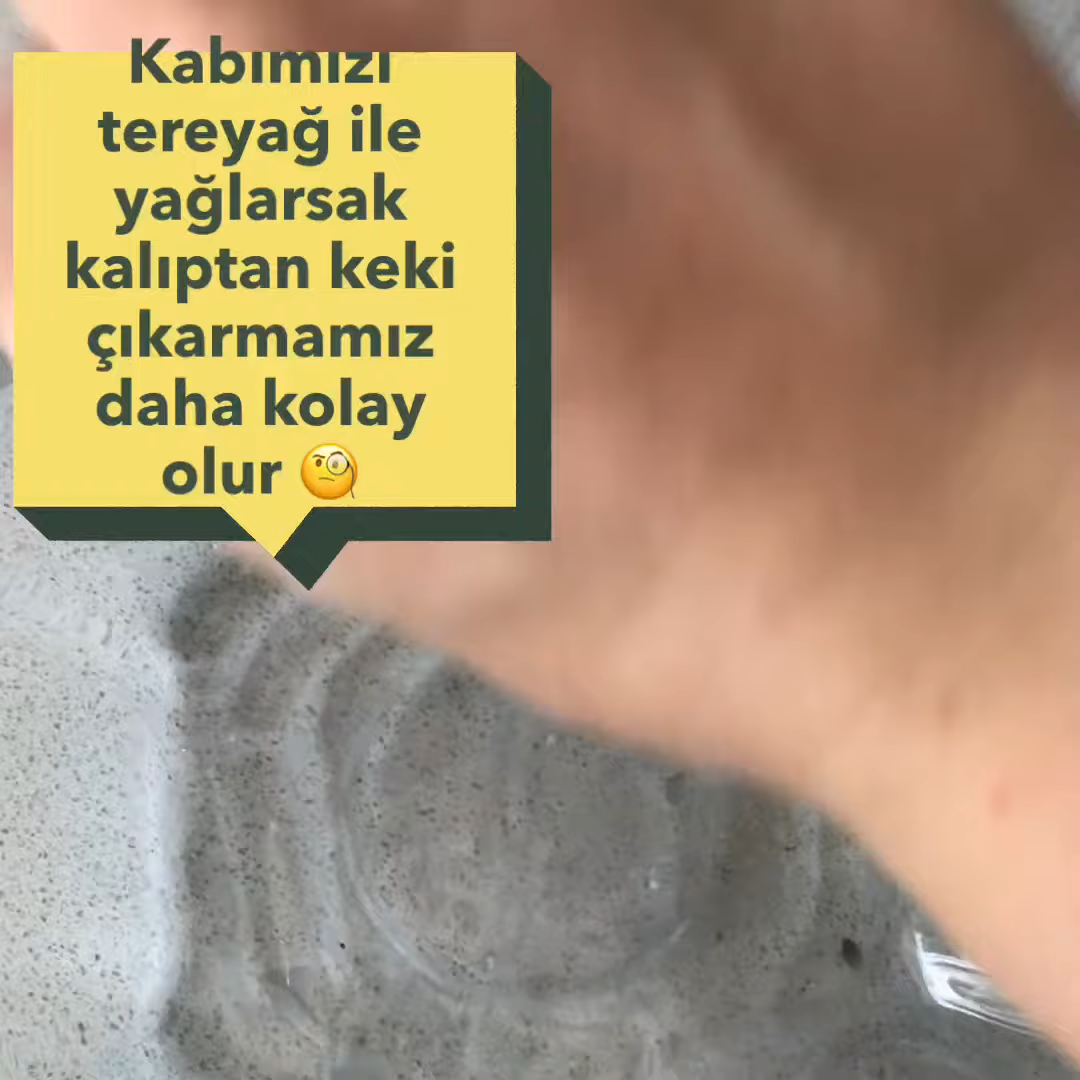 Kabımızı
tereyağ ile
yağlarsak
kalıptan keki
çıkarmamız
daha kolay
olur 🧐